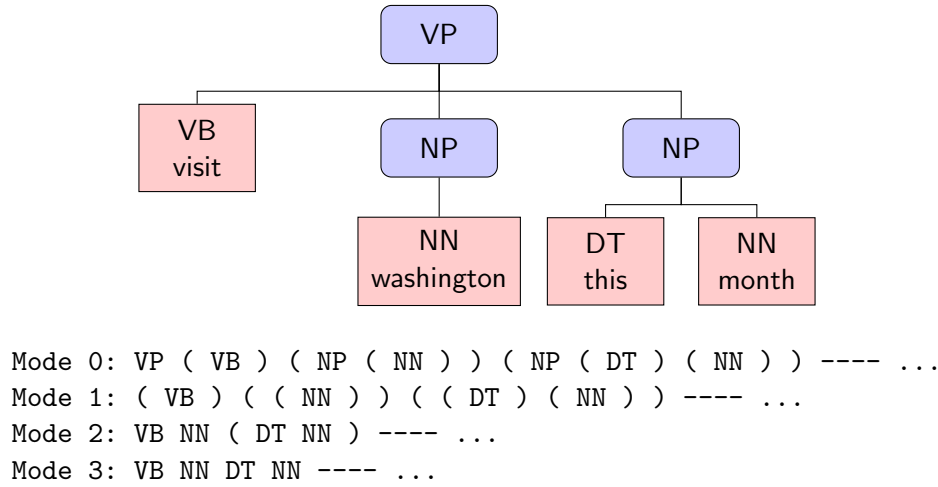 VP
VB
visit
NP
NP
NN
washington
DT
this
NN
month
Mode 0: VP ( VB ) ( NP ( NN ) ) ( NP ( DT ) ( NN ) ) ---- ...
Mode 1: ( VB ) ( ( NN ) ) ( ( DT ) ( NN ) ) ---- ...
Mode 2: VB NN ( DT NN ) ---- ...
Mode 3: VB NN DT NN ---- ...